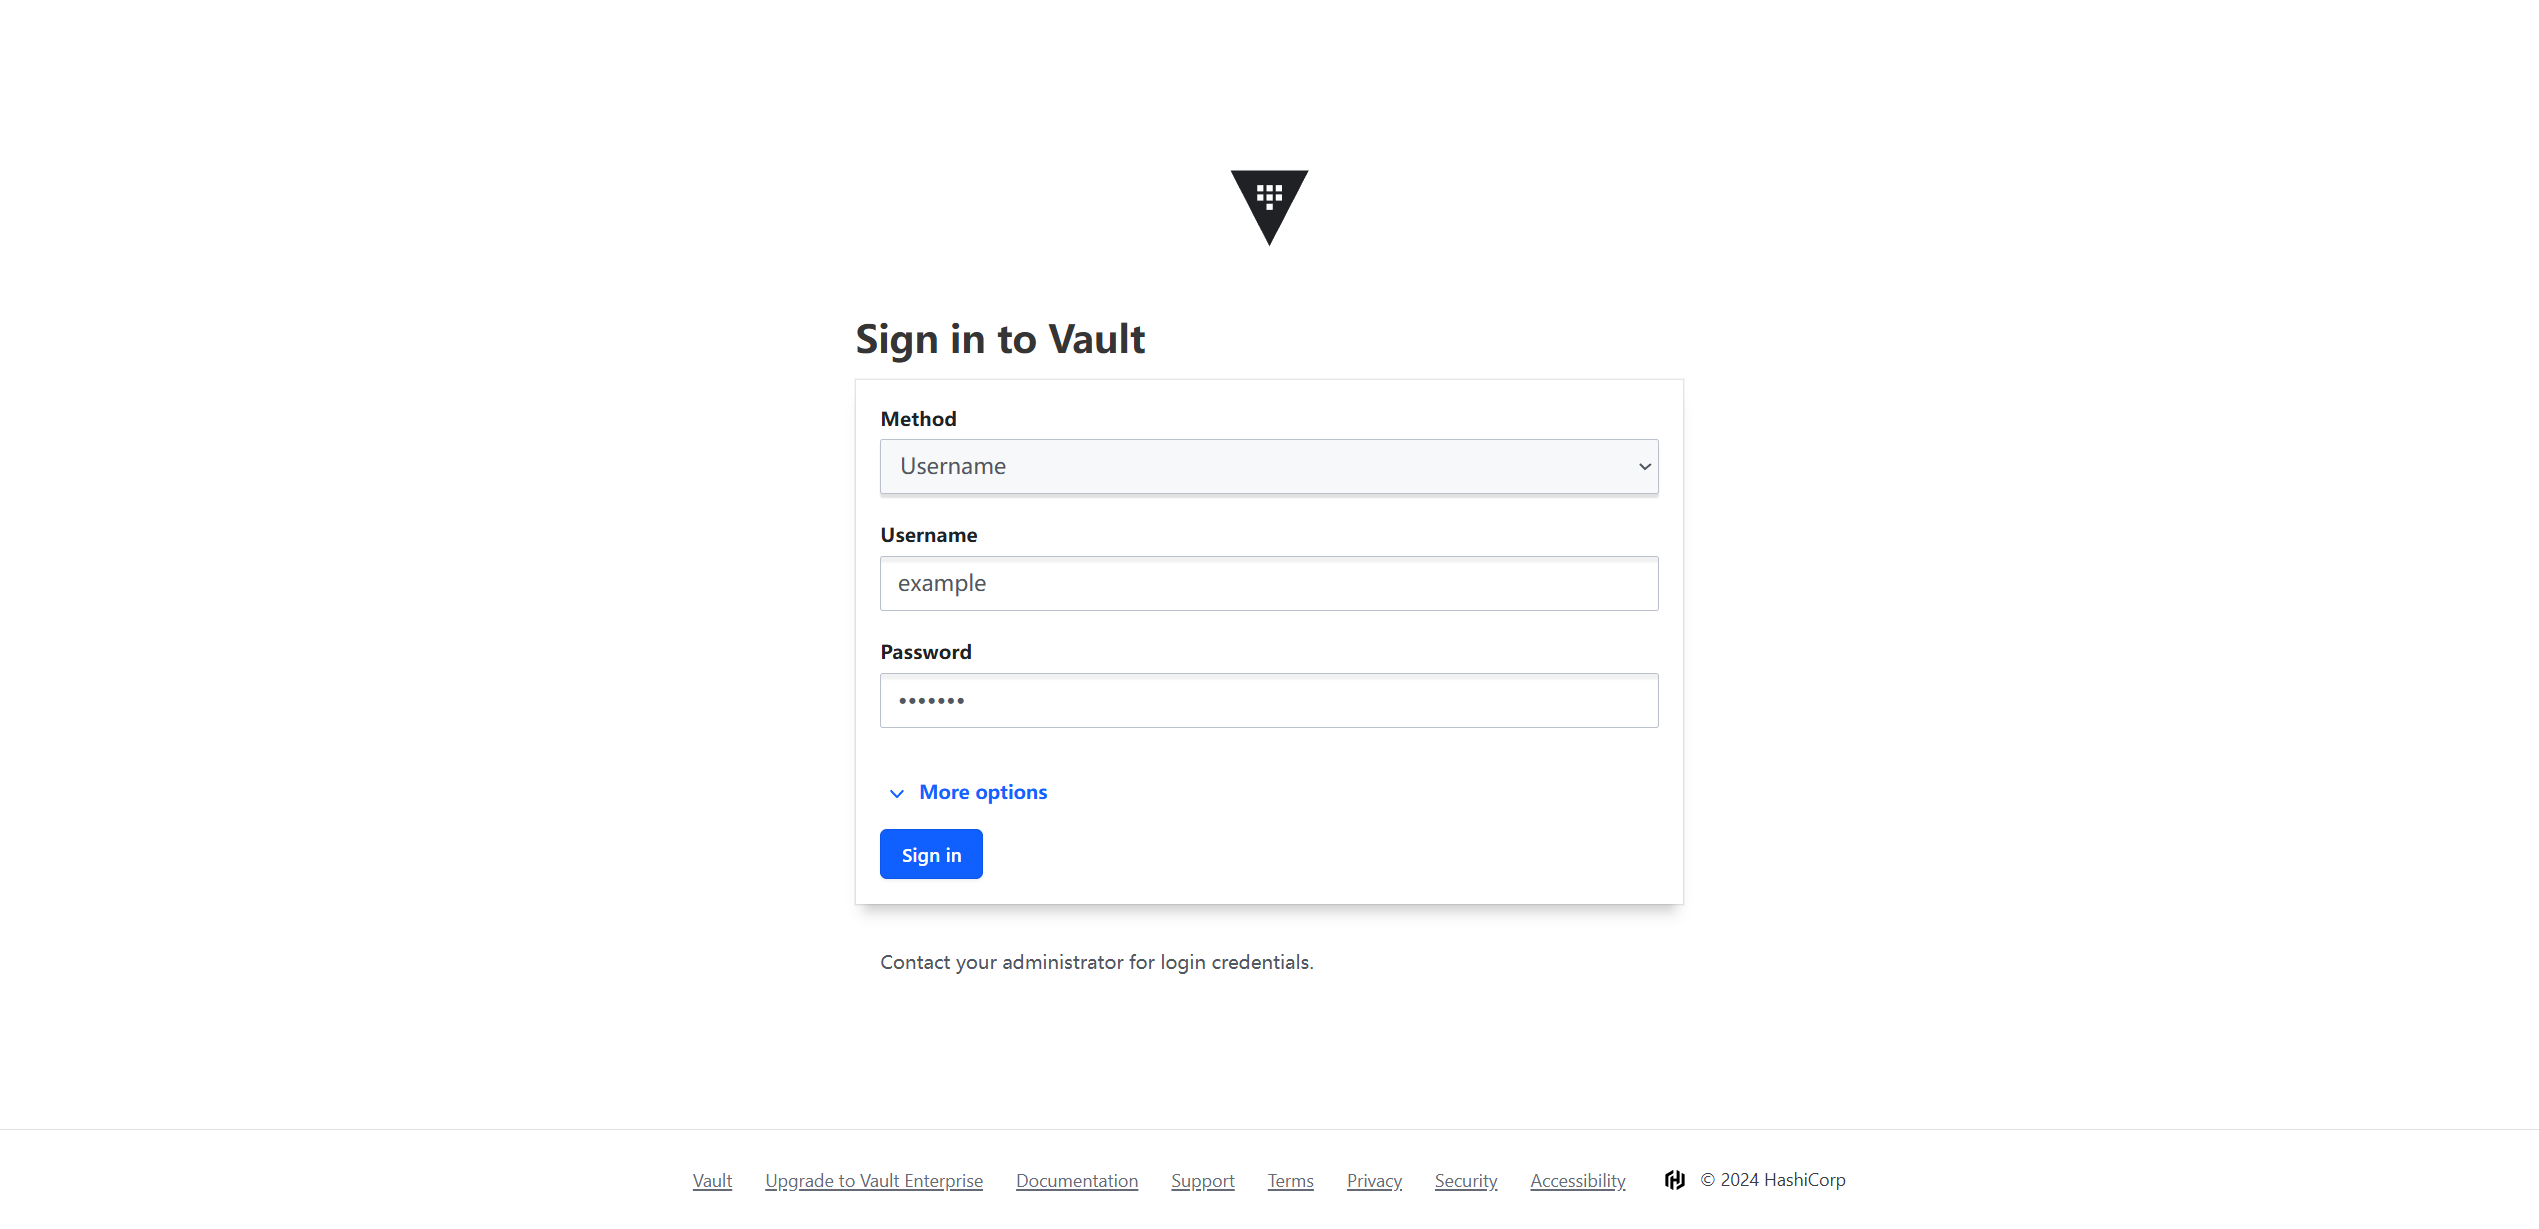 Sign in to Vault
Method
Username
Username
example
Password
•••••••
More options
Sign in
Contact your administrator for login credentials.
Vault Upgrade to Vault Enterprise Documentation Support Terms Privacy Security Accessibility © 2024 HashiCorp